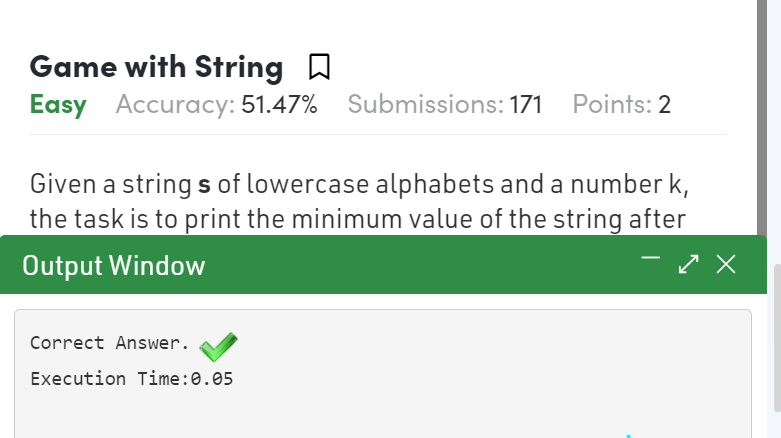 Game with String
Easy Accuracy: 51.47% Submissions: 171 Points: 2
Given a string s of lowercase alphabets and a number k,
the task is to print the minimum value of the string after
Output Window
Correct Answer.
Execution Time:0.05